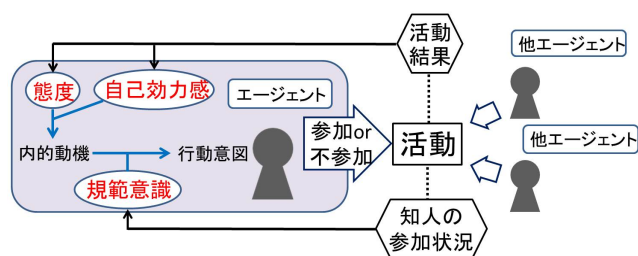 活動
結果
他エージェント
態度
自己効力感
エージェント
参加or
不参加
活動
他エージェント
内的動機
行動意図
規範意識
知人の
参加状況